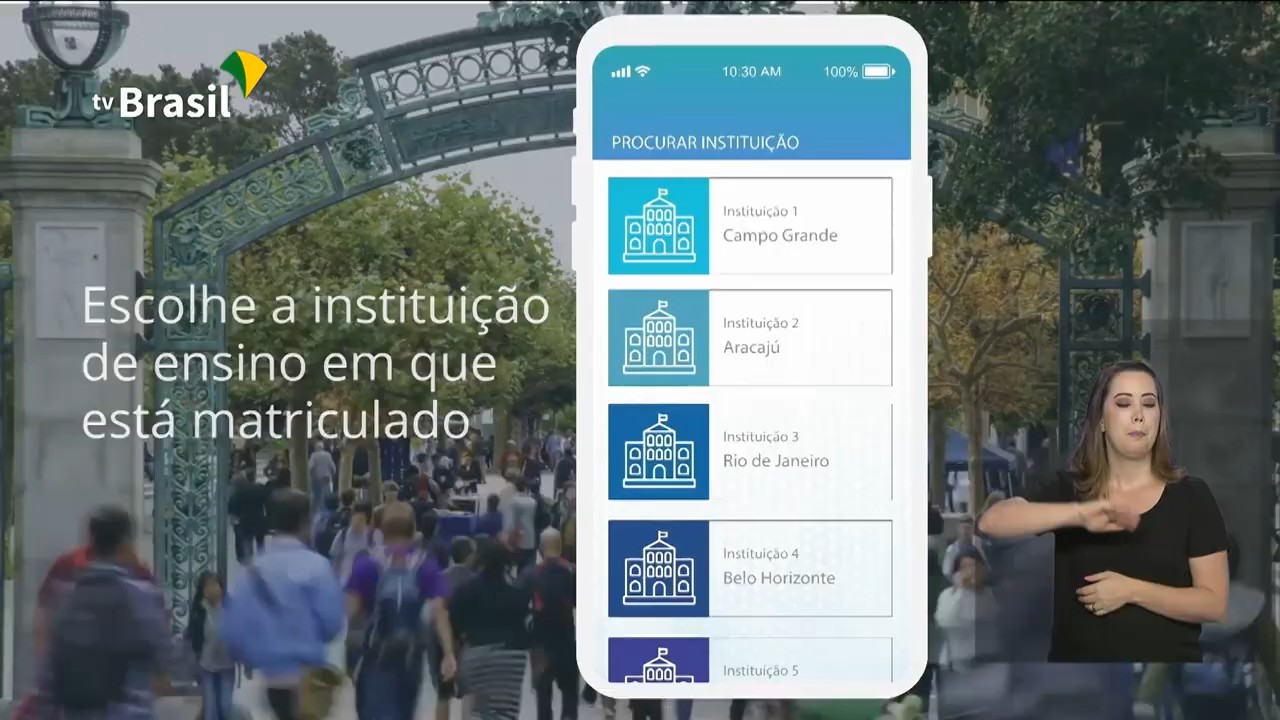 tv Brasil
Escolhe a instituição
de ensino em que
está matriculado
10:30 AM 100%
PROCURAR INSTITUIÇÃO
Instituição 1
Campo Grande
Instituição 2
Aracajú
Instituição 3
Rio de Janeiro
Instituição 4
Belo Horizonte
Instituição 5